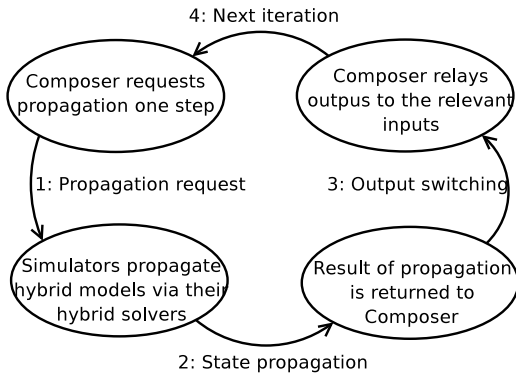 4: Next iteration
Composer requests
propagation one step
Composer relays
outpus to the relevant
inputs
1: Propagation request
3: Output switching
Simulators propagate
hybrid models via their
hybrid solvers
Result of propagation
is returned to
Composer
2: State propagation